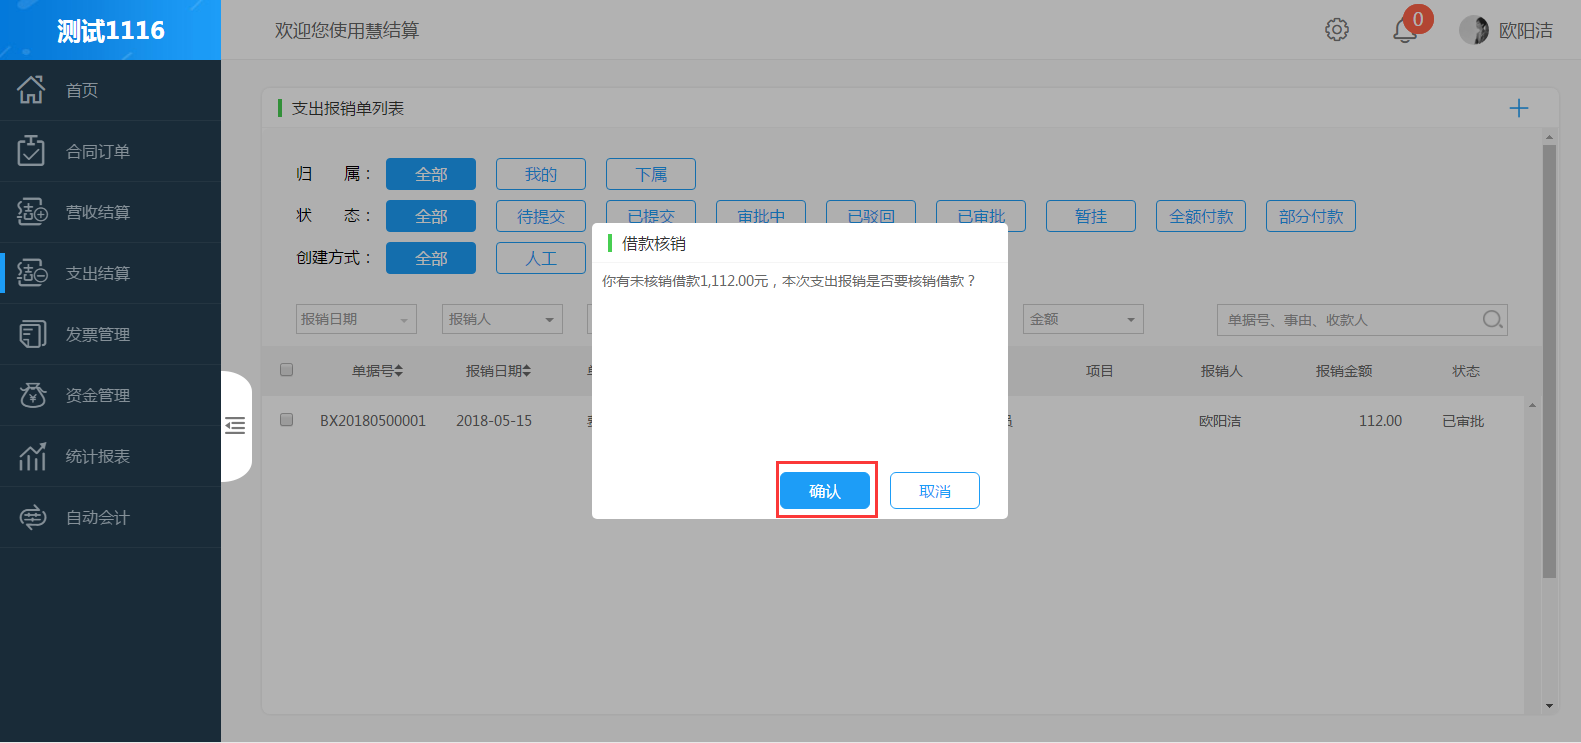 测试1116
欢迎您使用慧结算
0
欧阳洁
首页
合同订单
营收结算
支出结算
发票管理
资金管理
统计报表
自动会计
支出报销单列表
归 属： 全部 我的 下属
状 态： 全部 待提交 已提交 审批中 已驳回 已审批 暂挂 全额付款 部分付款
创建方式： 全部 人工
报销日期 报销人 金额 单据号、事由、收款人
单据号 报销日期 项目 报销人 报销金额 状态
BX20180500001 2018-05-15 欧阳洁 112.00 已审批
借款核销
你有未核销借款1,112.00元，本次支出报销是否要核销借款？
确认 取消